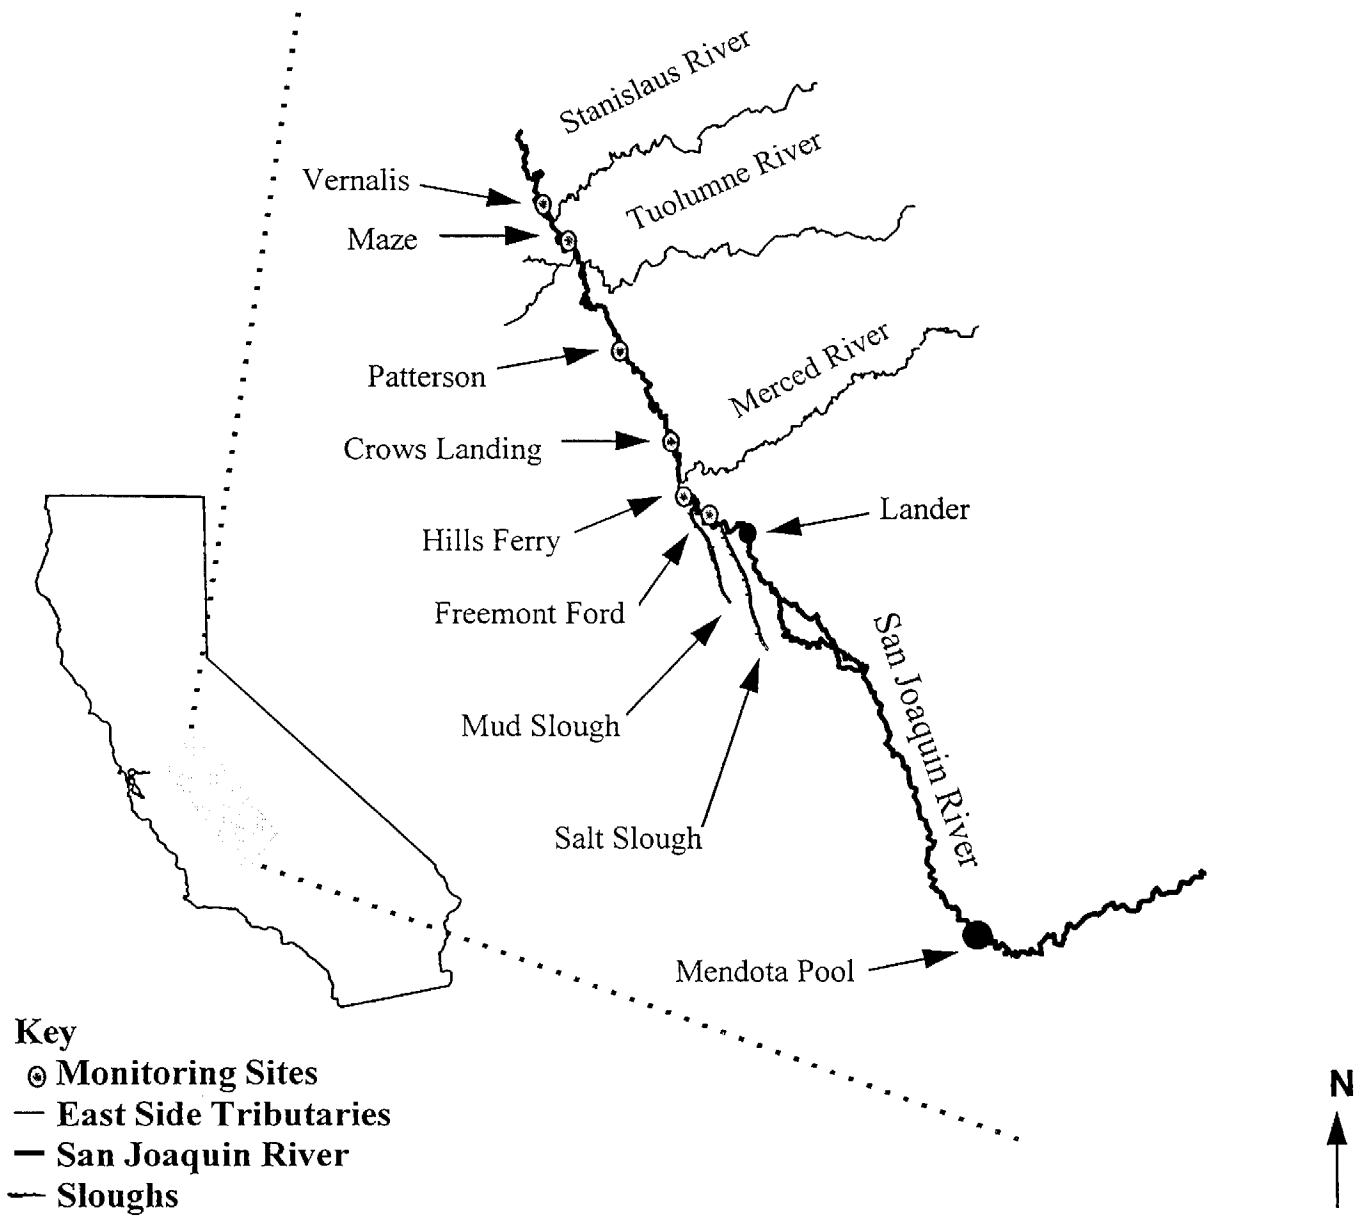 Stanislaus River
Tuolumne River
Vernalis
Maze
Merced River
Patterson
Crows Landing
Lander
Hills Ferry
Freemont Ford
San Joaquin River
Mud Slough
Salt Slough
Mendota Pool
Key
Monitoring Sites
East Side Tributaries
San Joaquin River
Sloughs
N